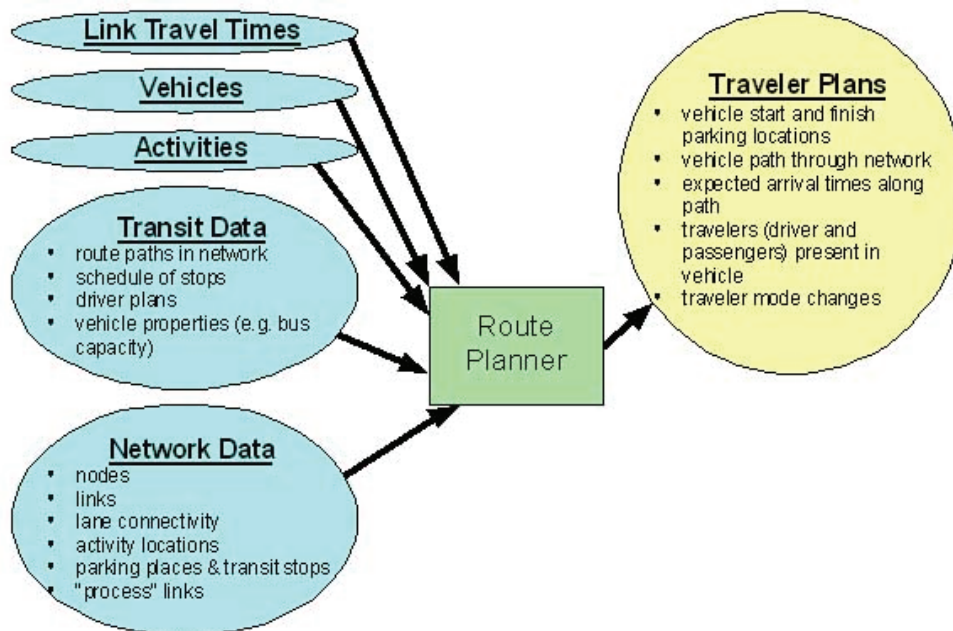 Link Travel Times
Vehicles
Activities
Transit Data
• route paths in network
• schedule of stops
• driver plans
• vehicle properties (e.g. bus
capacity)
Network Data
• nodes
• links
• lane connectivity
• activity locations
• parking places & transit stops
• "process" links
Route
Planner
Traveler Plans
• vehicle start and finish
parking locations
• vehicle path through network
• expected arrival times along
path
• travelers (driver and
passengers) present in
vehicle
• traveler mode changes